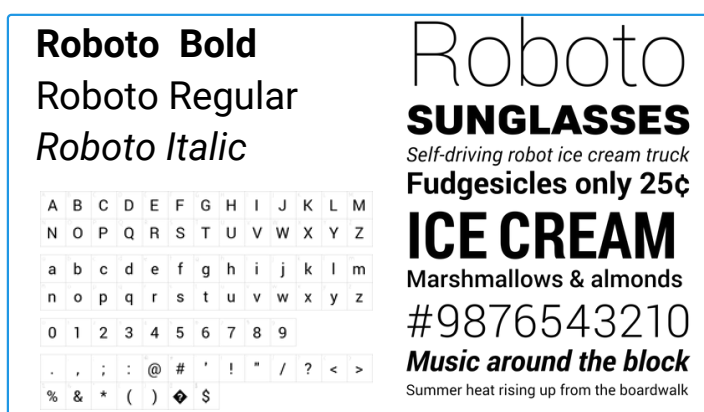 Roboto Bold
Roboto Regular
Roboto Italic
A B C D E F G H I J K L M
N O P Q R S T U V W X Y Z
a b c d e f g h i j k l m
n o p q r s t u v w x y z
0 1 2 3 4 5 6 7 8 9
. , ; : @ # ' ! " / ? < >
% & * ( ) � $
Roboto
SUNGLASSES
Self-driving robot ice cream truck
Fudgesicles only 25¢
ICE CREAM
Marshmallows & almonds
#9876543210
Music around the block
Summer heat rising up from the boardwalk